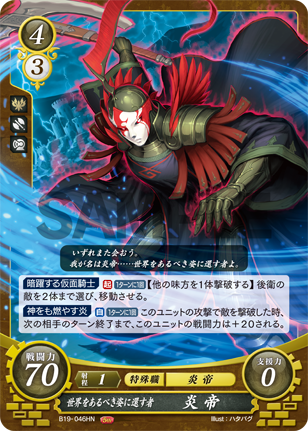 4
3
いずれまた会おう。
我が名は炎帝……世界をあるべき姿に還す者よ。
暗躍する仮面騎士 起 1ターンに1回 【他の味方を1体撃破する】後衛の
敵を2体まで選び、移動させる。
神をも燃やす炎 自 1ターンに1回 このユニットの攻撃で敵を撃破した時、
次の相手のターン終了まで、このユニットの戦闘力は+20される。
戦闘力
70
射程
1
特殊職
炎帝
支援力
0
世界をあるべき姿に還す者 炎帝
B19-046HN
Illust:ハタパグ